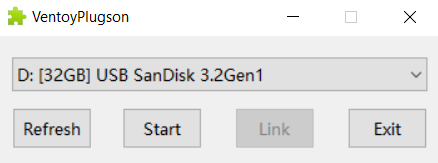 VentoyPlugson
D: [32GB] USB SanDisk 3.2Gen1
Refresh Start Link Exit